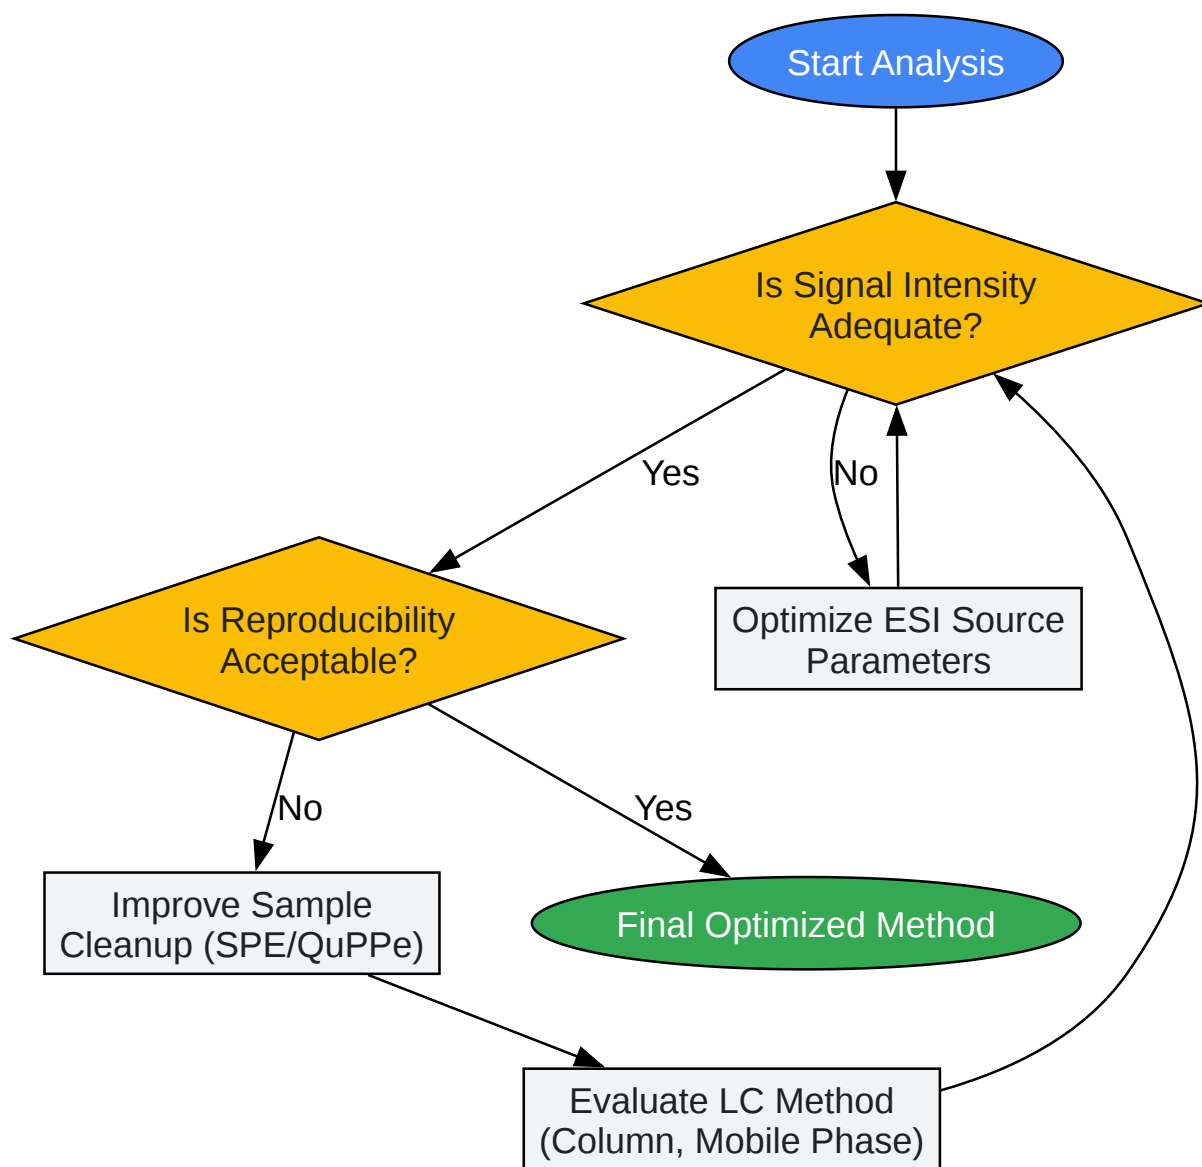 Start Analysis
Is Signal Intensity
Adequate?
Yes
No
Is Reproducibility
Acceptable?
Optimize ESI Source
Parameters
No
Yes
Improve Sample
Cleanup (SPE/QuPPe)
Final Optimized Method
Evaluate LC Method
(Column, Mobile Phase)